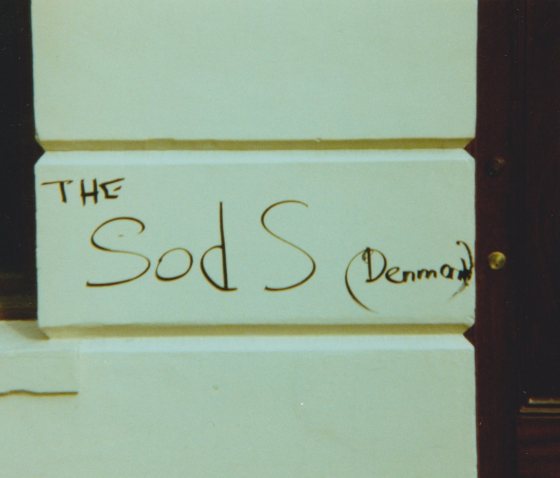 THE
Sods (Denmark)